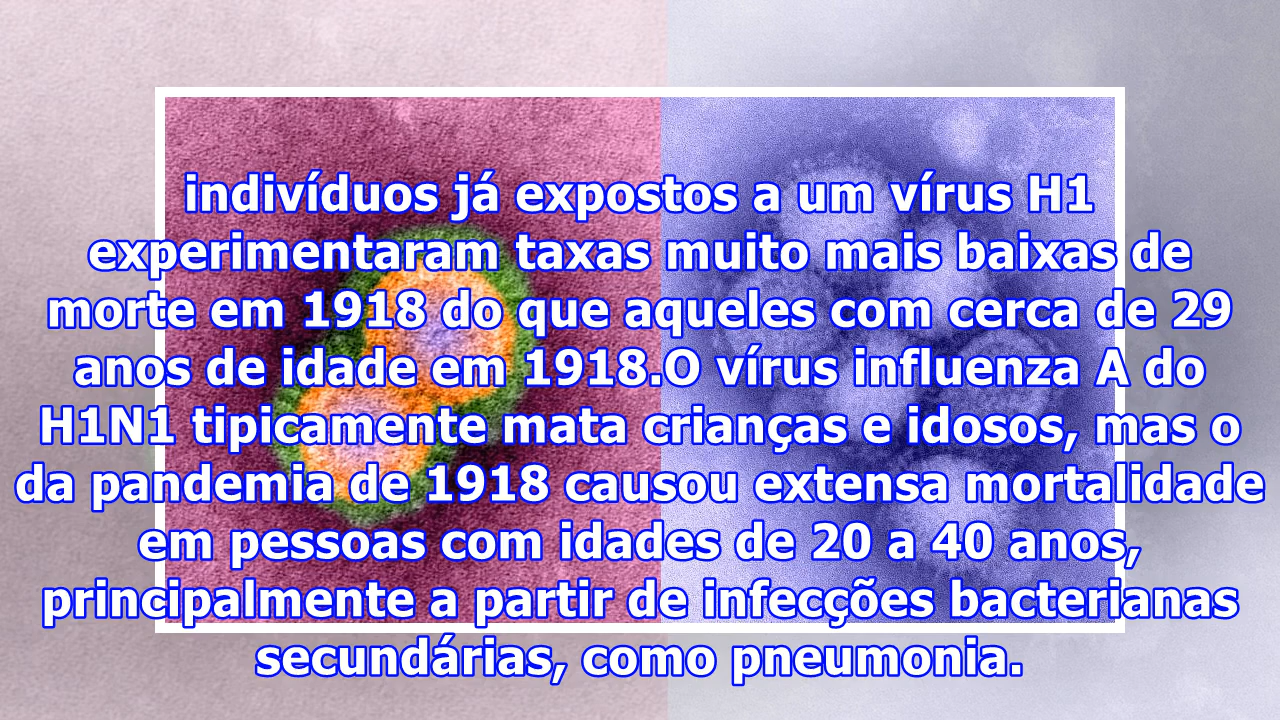 indivíduos já expostos a um vírus H1
experimentaram taxas muito mais baixas de
morte em 1918 do que aqueles com cerca de 29
anos de idade em 1918.O vírus influenza A do
H1N1 tipicamente mata crianças e idosos, mas o
da pandemia de 1918 causou extensa mortalidade
em pessoas com idades de 20 a 40 anos,
principalmente a partir de infecções bacterianas
secundárias, como pneumonia.